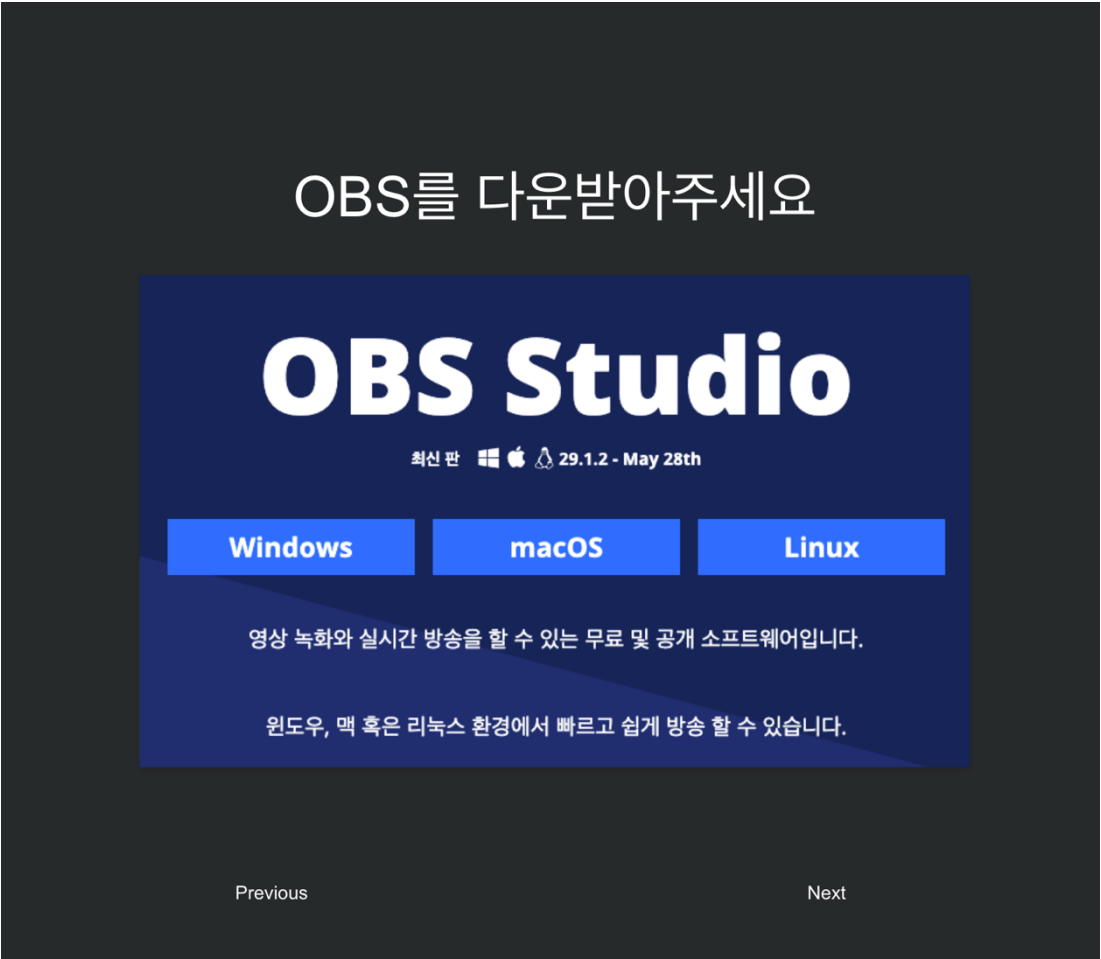 OBS를 다운받아주세요
OBS Studio
최신 판 29.1.2 - May 28th
Windows macOS Linux
영상 녹화와 실시간 방송을 할 수 있는 무료 및 공개 소프트웨어입니다.
윈도우, 맥 혹은 리눅스 환경에서 빠르고 쉽게 방송 할 수 있습니다.
Previous Next